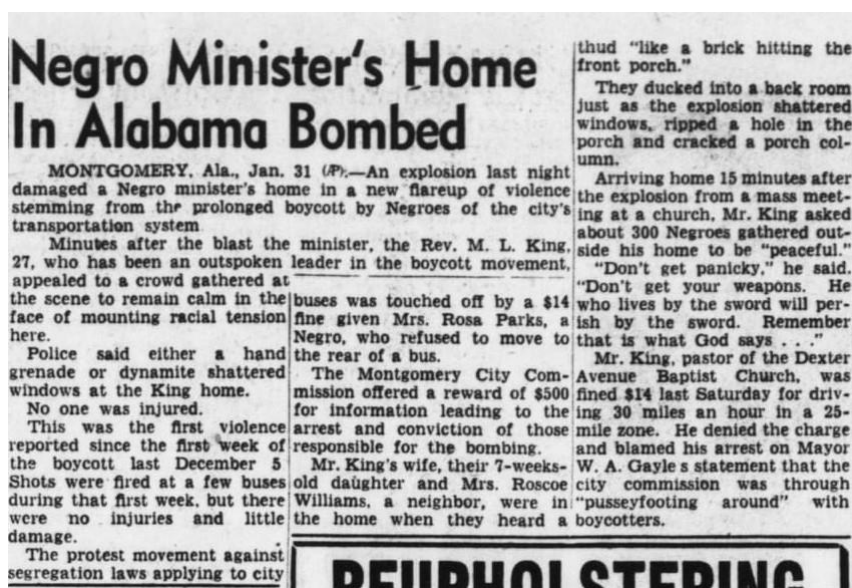 Negro Minister's Home
In Alabama Bombed
MONTGOMERY, Ala., Jan. 31 (AP).—An explosion last night
damaged a Negro minister's home in a new flareup of violence
stemming from the prolonged boycott by Negroes of the city's
transportation system
Minutes after the blast the minister, the Rev. M. L. King,
27, who has been an outspoken leader in the boycott movement,
appealed to a crowd gathered at
the scene to remain calm in the
face of mounting racial tension
here.
Police said either a hand
grenade or dynamite shattered
windows at the King home.
No one was injured.
This was the first violence
reported since the first week of
the boycott last December 5
Shots were fired at a few buses
during that first week, but there
were no injuries and little
damage.
The protest movement against
segregation laws applying to city
buses was touched off by a $14
fine given Mrs. Rosa Parks, a
Negro, who refused to move to
the rear of a bus.
The Montgomery City Com-
mission offered a reward of $500
for information leading to the
arrest and conviction of those
responsible for the bombing.
Mr. King's wife, their 7-weeks-
old daughter and Mrs. Roscoe
Williams, a neighbor, were in
the home when they heard a
thud "like a brick hitting the
front porch."
They ducked into a back room
just as the explosion shattered
windows, ripped a hole in the
porch and cracked a porch col-
umn.
Arriving home 15 minutes after
the explosion from a mass meet-
ing at a church, Mr. King asked
about 300 Negroes gathered out-
side his home to be "peaceful."
"Don't get panicky," he said.
"Don't get your weapons. He
who lives by the sword will per-
ish by the sword. Remember
that is what God says . . ."
Mr. King, pastor of the Dexter
Avenue Baptist Church, was
fined $14 last Saturday for driv-
ing 30 miles an hour in a 25-
mile zone. He denied the charge
and blamed his arrest on Mayor
W. A. Gayle s statement that the
city commission was through
"pusseyfooting around" with
boycotters.
REUPHOLSTERING